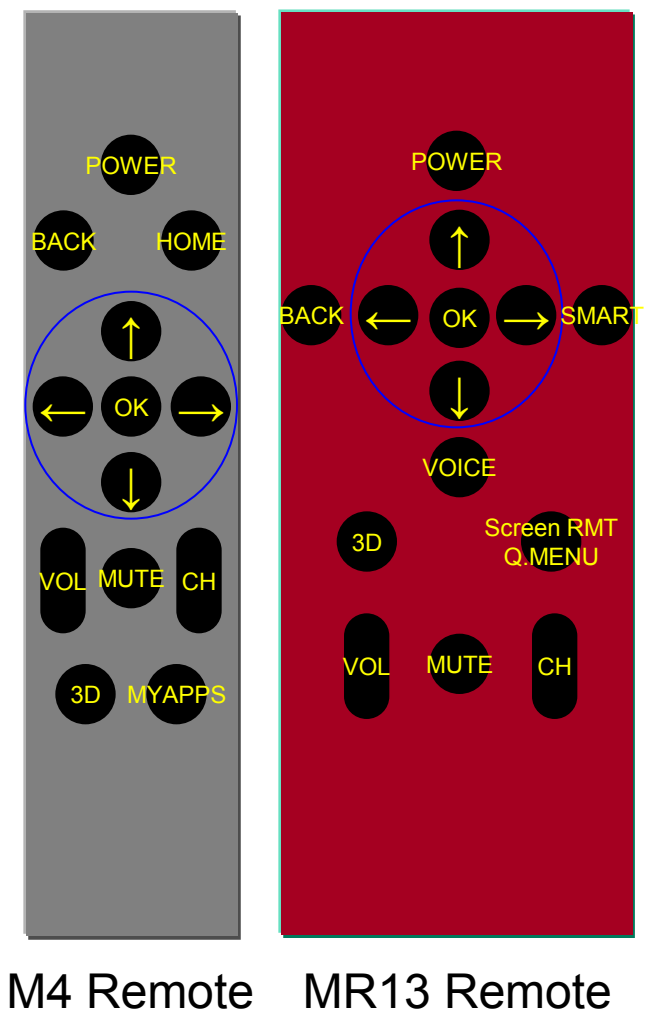 POWER
BACK HOME
↑
← OK →
↓
VOL MUTE CH
3D MYAPPS
M4 Remote
POWER
↑
BACK ← OK → SMART
↓
VOICE
3D Screen RMT
Q.MENU
VOL MUTE CH
MR13 Remote